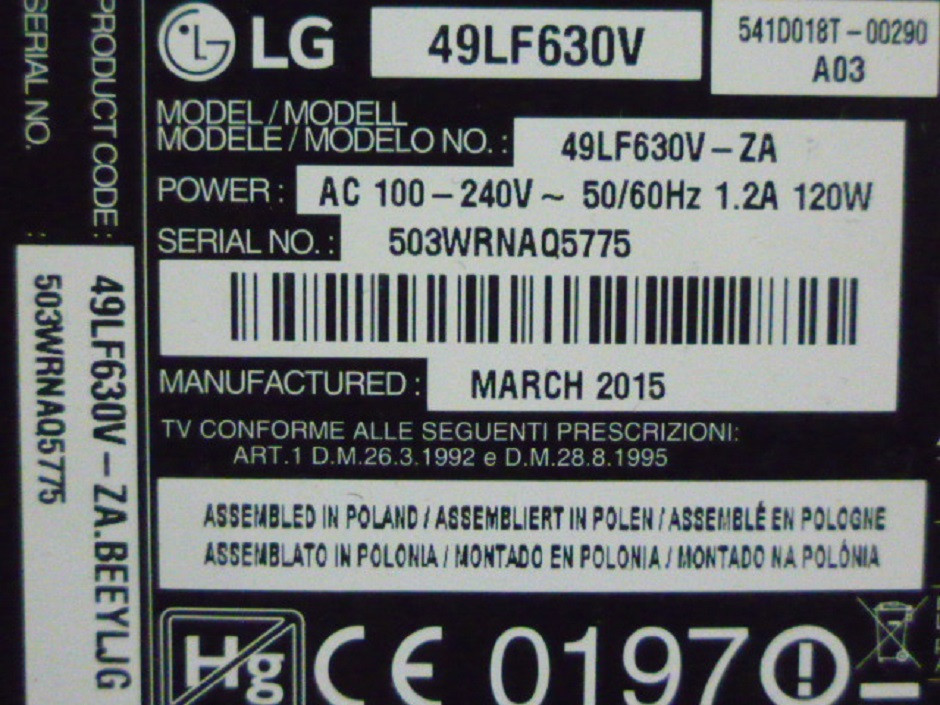 LG
49LF630V
541D018T-00290
A03
MODEL / MODELL
MODELE / MODELO NO. :
49LF630V-ZA
POWER : AC 100-240V ~ 50/60Hz 1.2A 120W
SERIAL NO. : 503WRNAQ5775
MANUFACTURED : MARCH 2015
TV CONFORME ALLE SEGUENTI PRESCRIZIONI:
ART.1 D.M.26.3.1992 e D.M.28.8.1995
ASSEMBLED IN POLAND / ASSEMBLIERT IN POLEN / ASSEMBLÉ EN POLOGNE
ASSEMBLATO IN POLONIA / MONTADO EN POLONIA / MONTADO NA POLÓNIA
Hg
CE 0197
PRODUCT CODE : 49LF630V-ZA.BEEYLJG
SERIAL NO. : 503WRNAQ5775